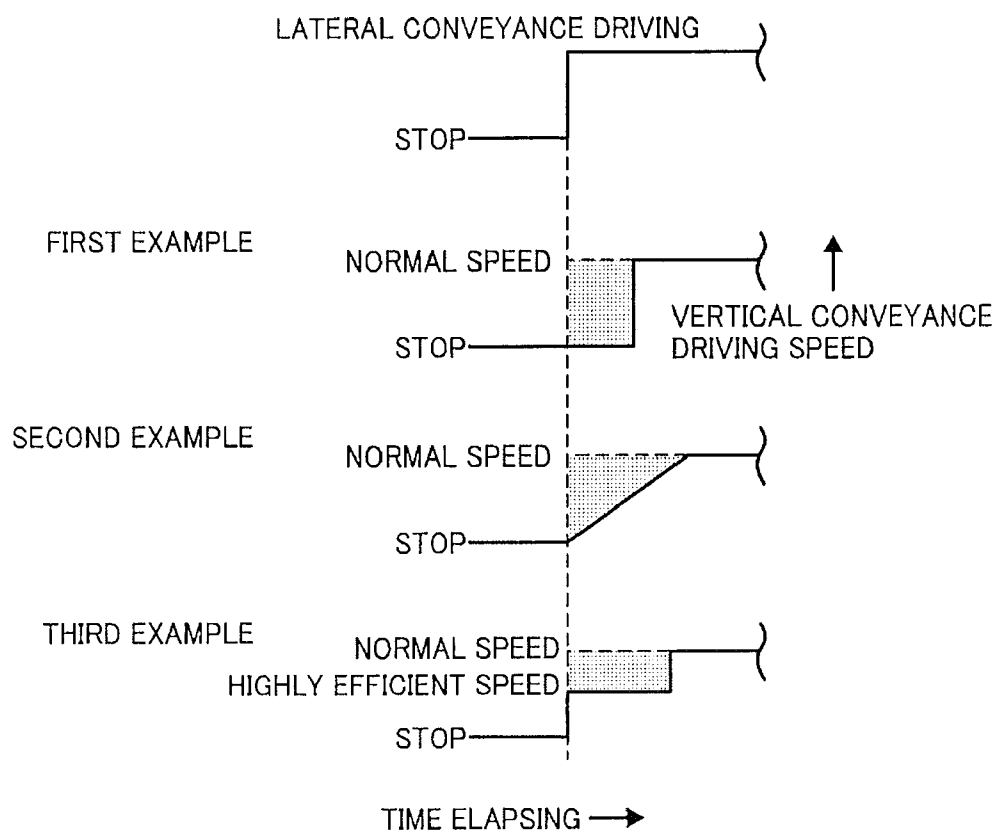 LATERAL CONVEYANCE DRIVING
STOP
FIRST EXAMPLE
NORMAL SPEED
STOP
VERTICAL CONVEYANCE
DRIVING SPEED
SECOND EXAMPLE
NORMAL SPEED
STOP
THIRD EXAMPLE
NORMAL SPEED
HIGHLY EFFICIENT SPEED
STOP
TIME ELAPSING